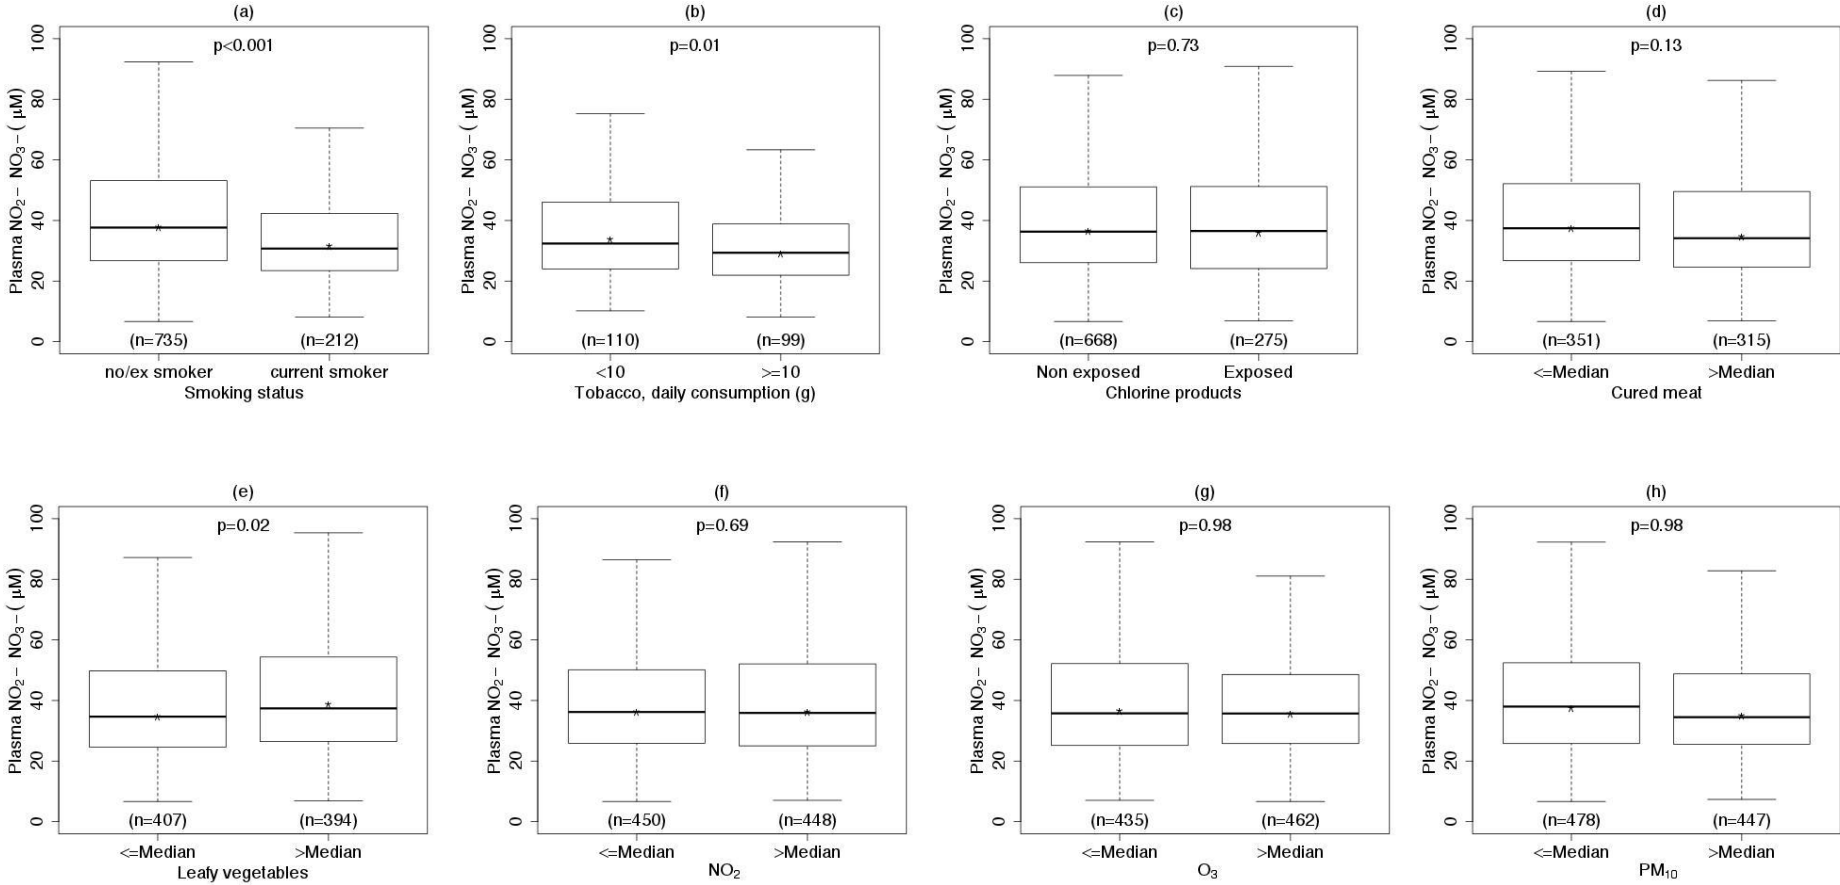 (a)
p<0.001
Plasma NO₂− NO₃−( μM)
0 20 40 60 80 100
(n=735) (n=212)
no/ex smoker current smoker
Smoking status
(b)
p=0.01
Plasma NO₂− NO₃−( μM)
0 20 40 60 80 100
(n=110) (n=99)
<10 >=10
Tobacco, daily consumption (g)
(c)
p=0.73
Plasma NO₂− NO₃−( μM)
0 20 40 60 80 100
(n=668) (n=275)
Non exposed Exposed
Chlorine products
(d)
p=0.13
Plasma NO₂− NO₃−( μM)
0 20 40 60 80 100
(n=351) (n=315)
<=Median >Median
Cured meat
(e)
p=0.02
Plasma NO₂− NO₃−( μM)
0 20 40 60 80 100
(n=407) (n=394)
<=Median >Median
Leafy vegetables
(f)
p=0.69
Plasma NO₂− NO₃−( μM)
0 20 40 60 80 100
(n=450) (n=448)
<=Median >Median
NO₂
(g)
p=0.98
Plasma NO₂− NO₃−( μM)
0 20 40 60 80 100
(n=435) (n=462)
<=Median >Median
O₃
(h)
p=0.98
Plasma NO₂− NO₃−( μM)
0 20 40 60 80 100
(n=478) (n=447)
<=Median >Median
PM₁₀